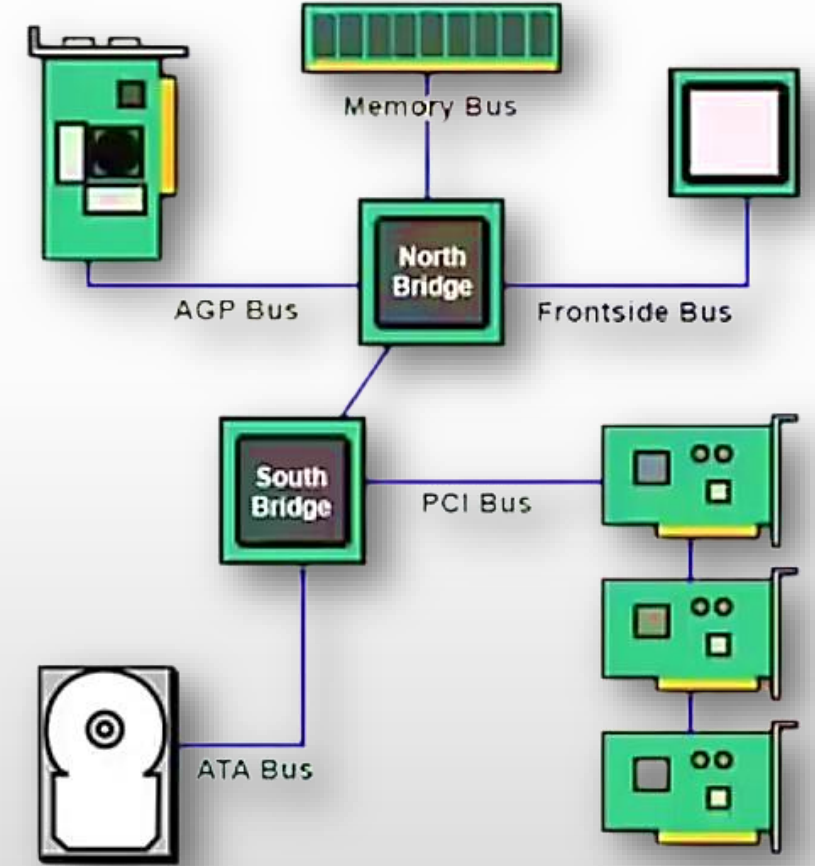 Memory Bus
North
Bridge
AGP Bus
Frontside Bus
South
Bridge
PCI Bus
ATA Bus